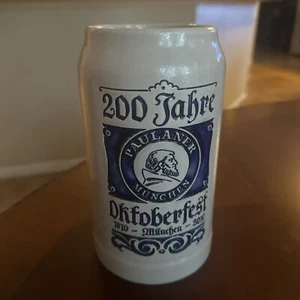 200 Jahre
PAULANER
MÜNCHEN
Oktoberfest
1810 – München – 2010